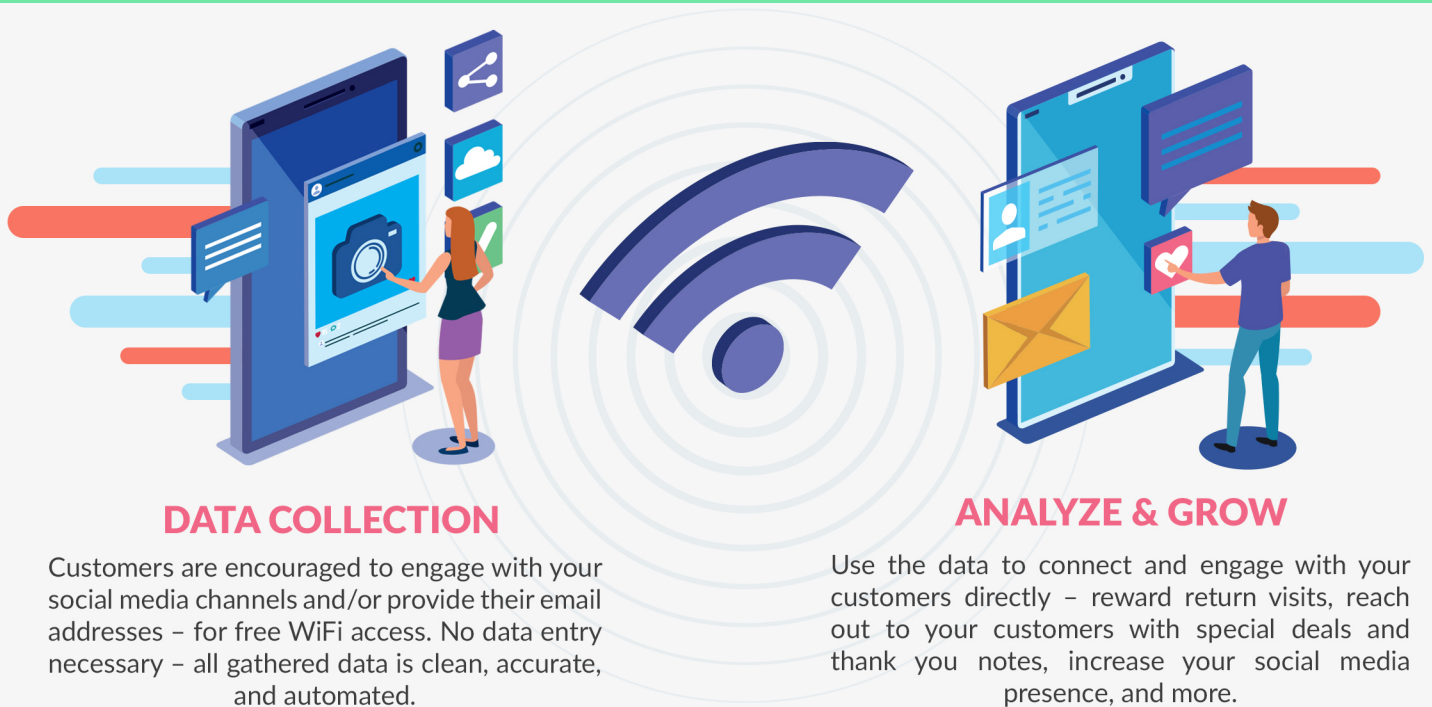 DATA COLLECTION
Customers are encouraged to engage with your
social media channels and/or provide their email
addresses – for free WiFi access. No data entry
necessary – all gathered data is clean, accurate,
and automated.
ANALYZE & GROW
Use the data to connect and engage with your
customers directly – reward return visits, reach
out to your customers with special deals and
thank you notes, increase your social media
presence, and more.